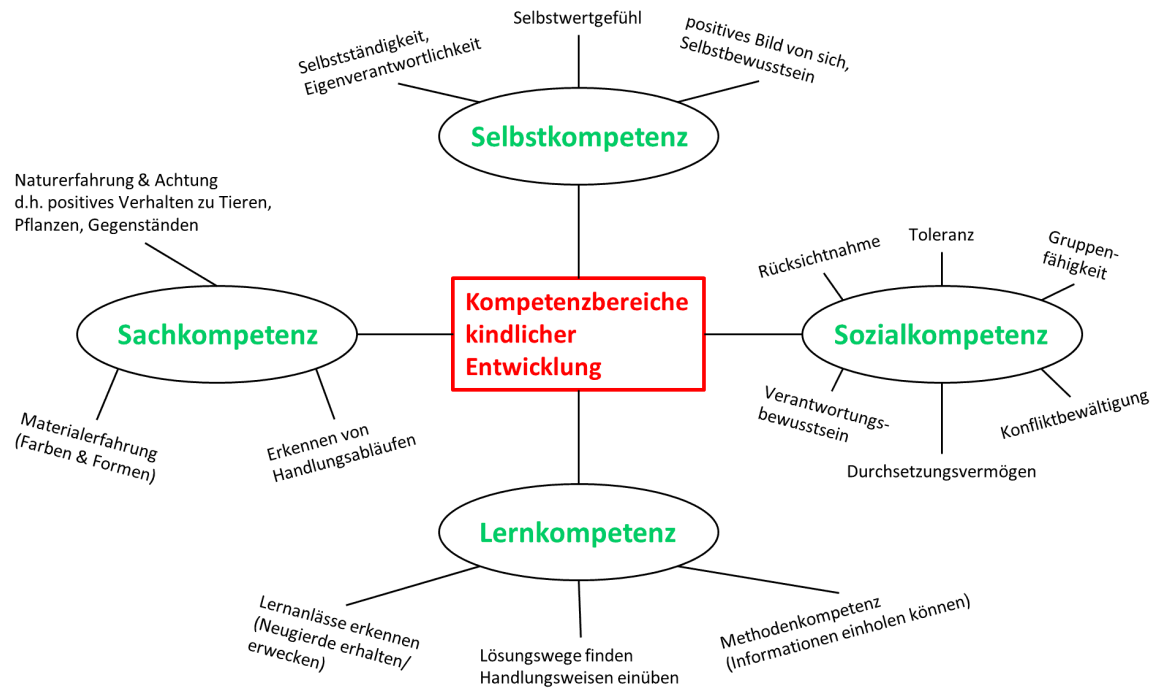 Selbstwertgefühl
Selbstständigkeit,
Eigenverantwortlichkeit
positives Bild von sich,
Selbstbewusstsein
Selbstkompetenz
Naturerfahrung & Achtung
d.h. positives Verhalten zu Tieren,
Pflanzen, Gegenständen
Rücksichtnahme
Toleranz
Gruppen-
fähigkeit
Kompetenzbereiche
kindlicher
Entwicklung
Sachkompetenz
Sozialkompetenz
Materialerfahrung
(Farben & Formen)
Erkennen von
Handlungsabläufen
Verantwortungs-
bewusstsein
Durchsetzungsvermögen
Konfliktbewältigung
Lernkompetenz
Lernanlässe erkennen
(Neugierde erhalten/
erwecken)
Lösungswege finden
Handlungsweisen einüben
Methodenkompetenz
(Informationen einholen können)